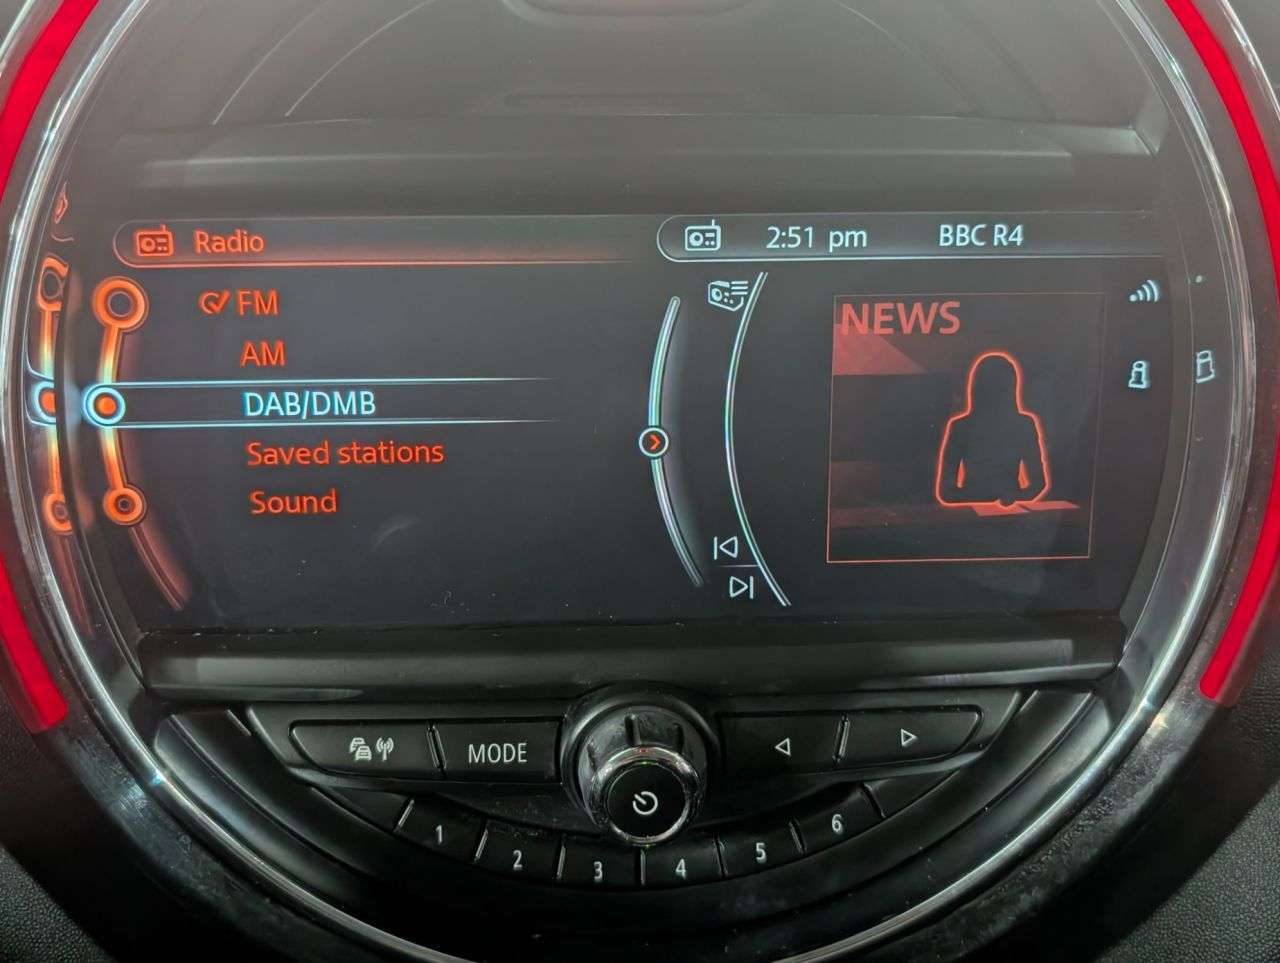 Radio
2:51 pm BBC R4
FM
AM
DAB/DMB
Saved stations
Sound
NEWS
MODE
1 2 3 4 5 6